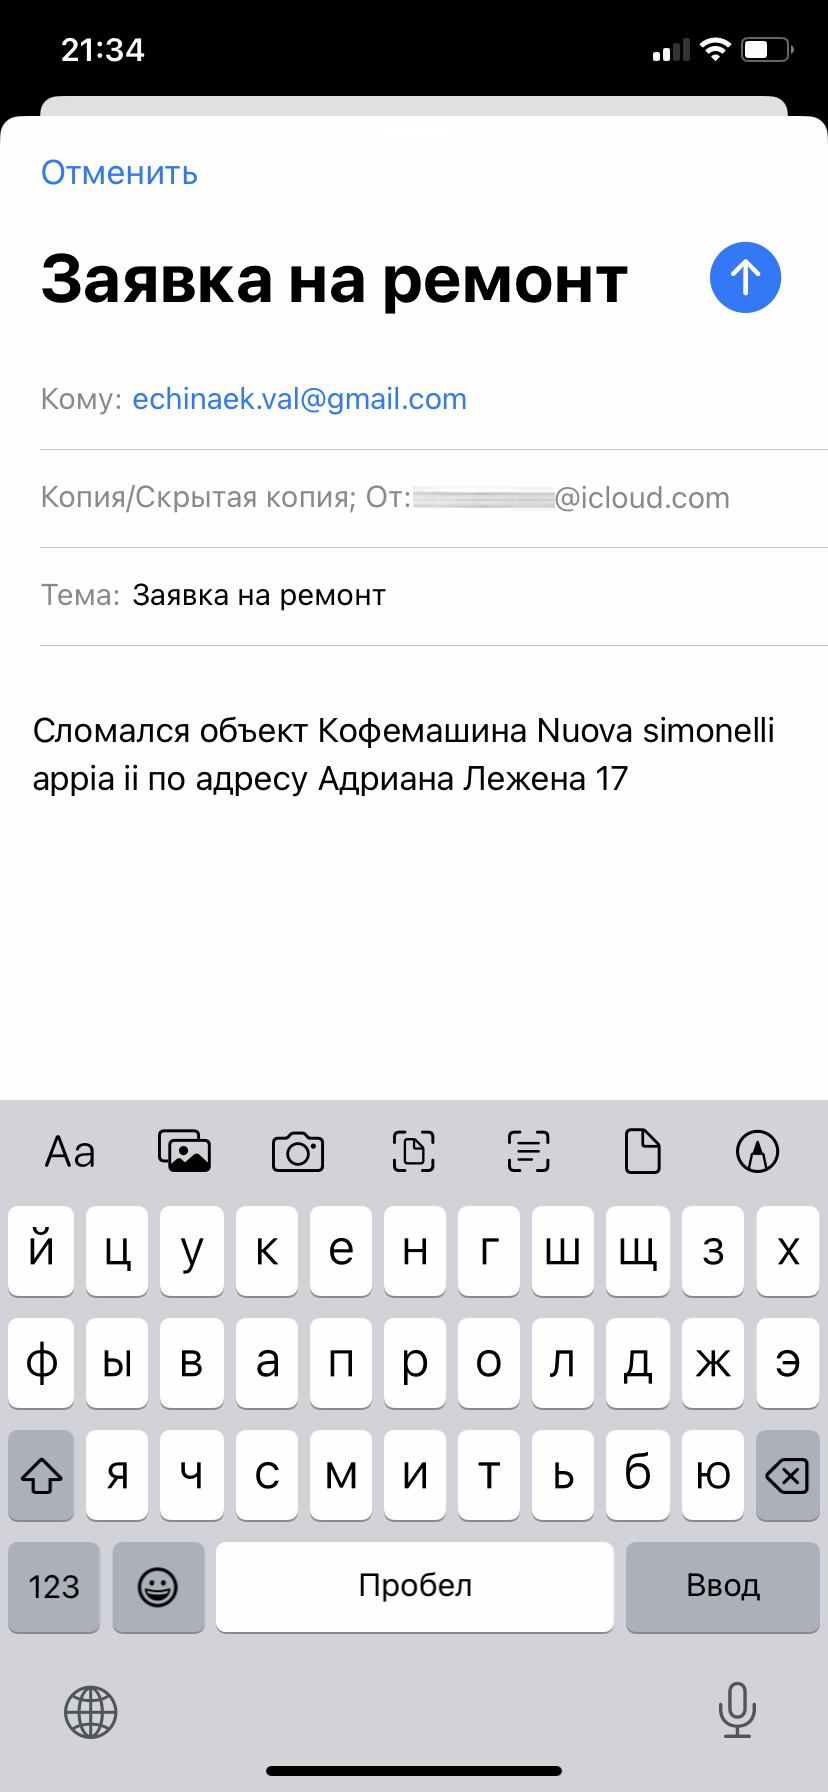 21:34
Отменить
Заявка на ремонт
Кому: echinaek.val@gmail.com
Копия/Скрытая копия; От: @icloud.com
Тема: Заявка на ремонт
Сломался объект Кофемашина Nuova simonelli
appia ii по адресу Адриана Лежена 17
Aa
й ц у к е н г ш щ з х
ф ы в а п р о л д ж э
я ч с м и т ь б ю
123 Пробел Ввод